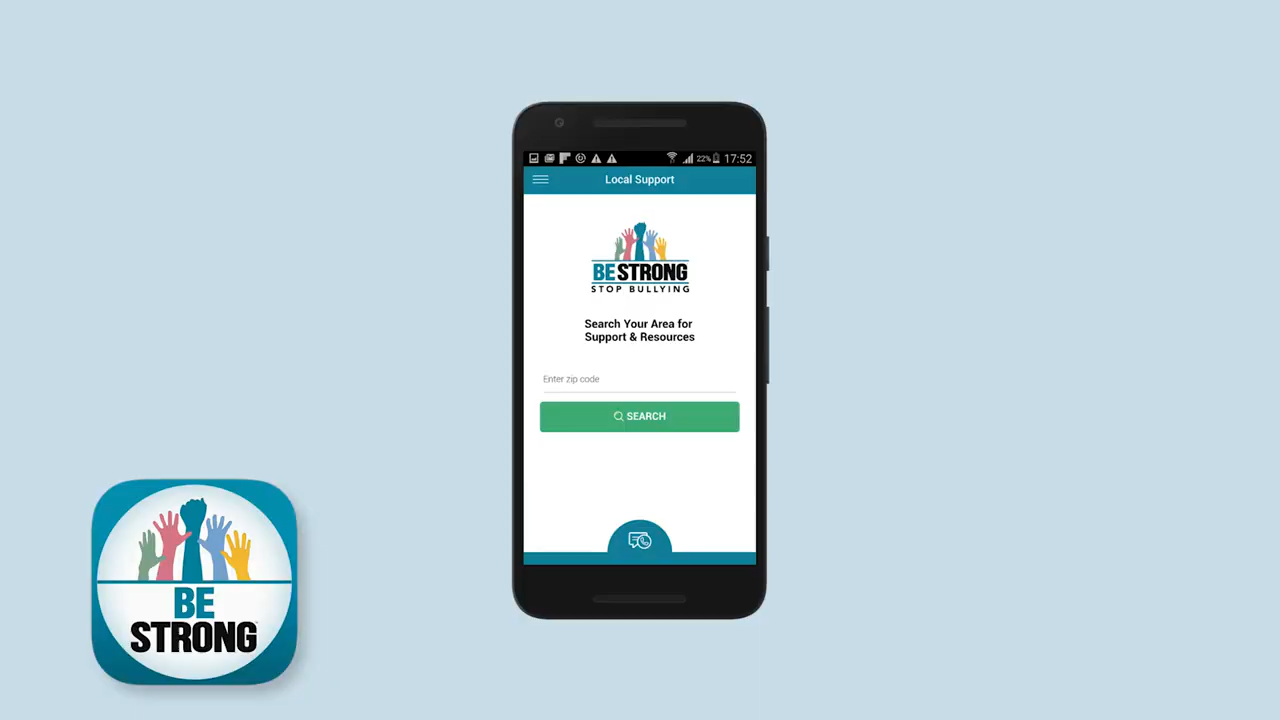 22% 17:52
Local Support
BE STRONG
STOP BULLYING
Search Your Area for
Support & Resources
Enter zip code
SEARCH
BE
STRONG